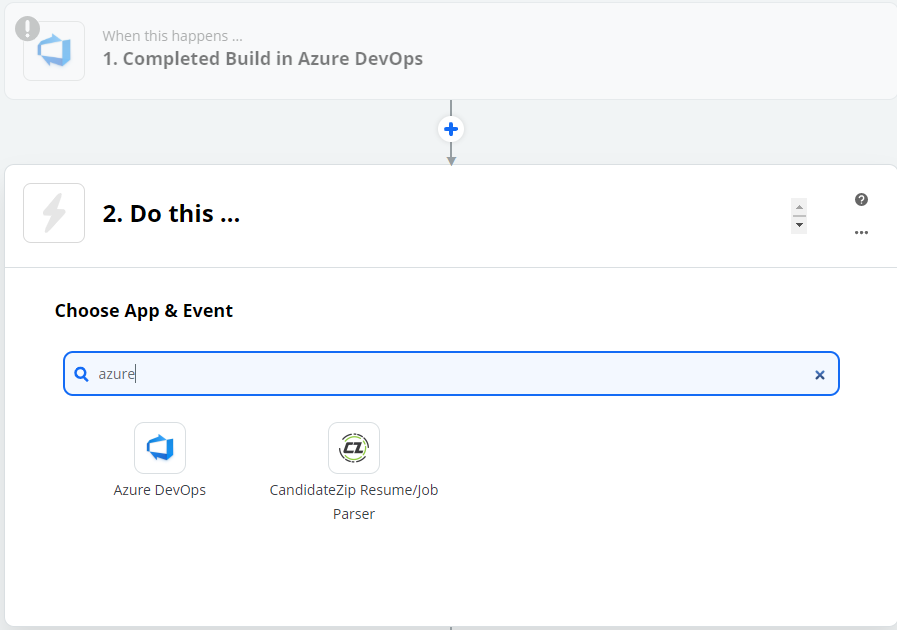 When this happens ...
1. Completed Build in Azure DevOps
2. Do this ...
Choose App & Event
azure
Azure DevOps
CZ
CandidateZip Resume/Job
Parser